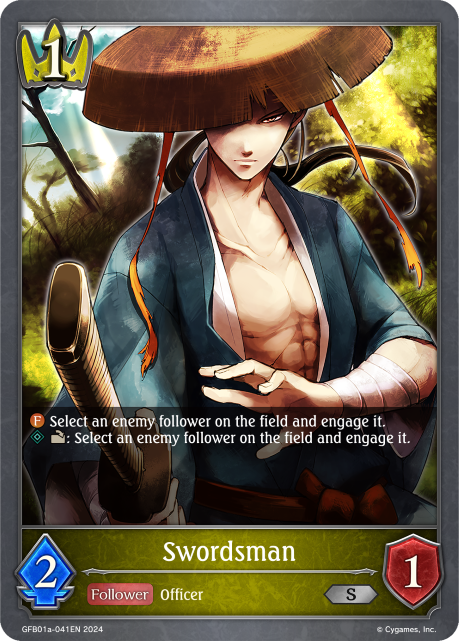 1
F Select an enemy follower on the field and engage it.
: Select an enemy follower on the field and engage it.
Swordsman
2
Follower Officer
S
1
GFB01a-041EN 2024
© Cygames, Inc.